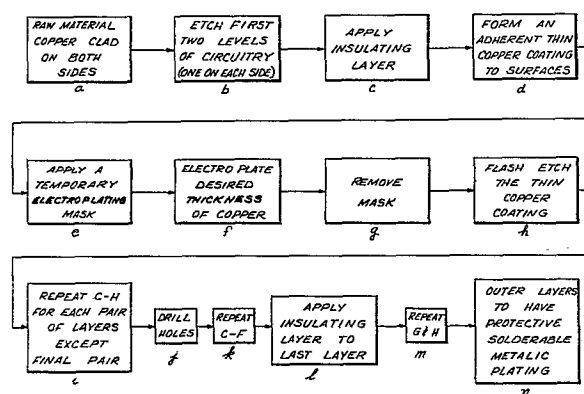 RAW MATERIAL
COPPER CLAD
ON BOTH
SIDES
a
ETCH FIRST
TWO LEVELS
OF CIRCUITRY
(ONE ON EACH SIDE)
b
APPLY
INSULATING
LAYER
c
FORM AN
ADHERENT THIN
COPPER COATING
TO SURFACES
d
APPLY A
TEMPORARY
ELECTROPLATING
MASK
e
ELECTROPLATE
DESIRED
THICKNESS
OF COPPER
f
REMOVE
MASK
g
FLASH ETCH
THE THIN
COPPER
COATING
h
REPEAT C-H
FOR EACH PAIR
OF LAYERS
EXCEPT
FINAL PAIR
i
DRILL
HOLES
j
REPEAT
C-F
k
APPLY
INSULATING
LAYER TO
LAST LAYER
l
REPEAT
G & H
m
OUTER LAYERS
TO HAVE
PROTECTIVE
SOLDERABLE
METALIC
PLATING
n